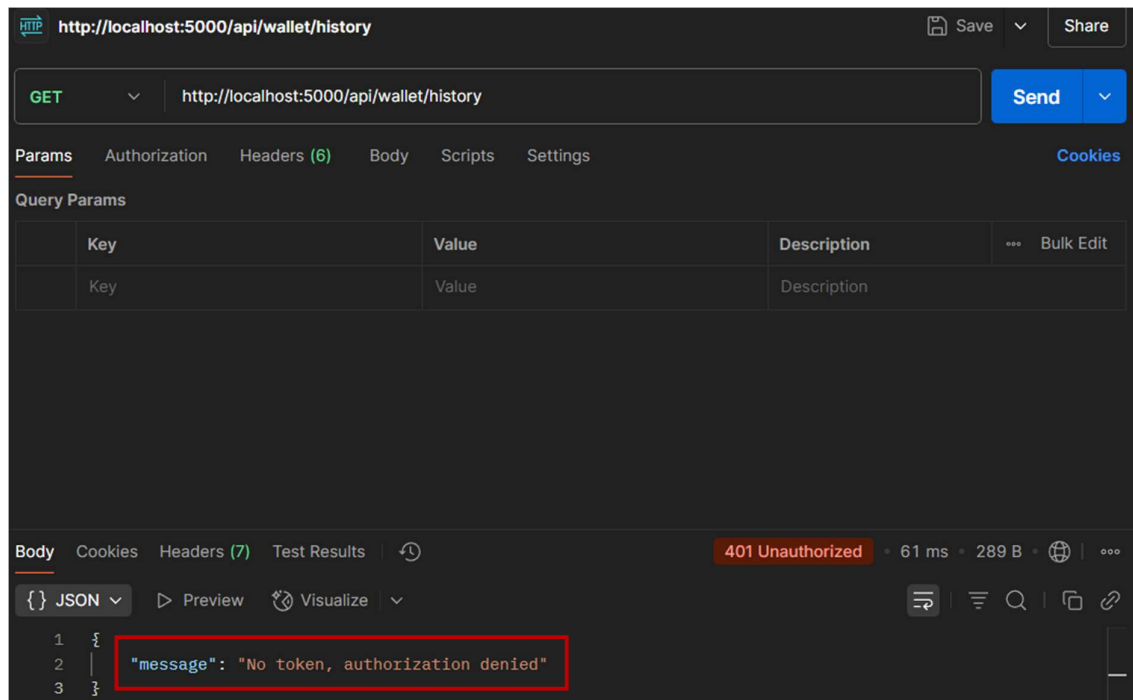 HTTP http://localhost:5000/api/wallet/history Save Share
GET http://localhost:5000/api/wallet/history Send
Params Authorization Headers (6) Body Scripts Settings Cookies
Query Params
Key Value Description Bulk Edit
Key Value Description
Body Cookies Headers (7) Test Results 401 Unauthorized 61 ms 289 B
{} JSON Preview Visualize
1 {
2 "message": "No token, authorization denied"
3 }